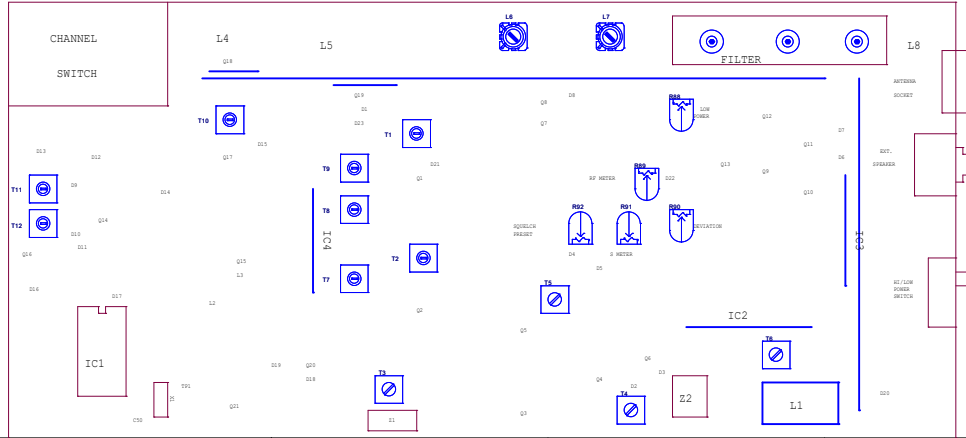 L6
L7
CHANNEL
SWITCH
L4
L5
L8
FILTER
Q18
ANTENNA
SOCKET
Q19
D8
D1
Q8
R88
LOW
POWER
Q12
T10
D23
Q7
D7
T1
D13
D12
Q17
D15
Q11
D6
EXT.
SPEAKER
T9
D21
R89
Q13
Q9
T11
D9
D14
Q1
RF METER
D22
Q10
T12
Q14
T8
R92
R91
R90
D10
SQUELCH
PRESET
DEVIATION
D11
IC4
IC3
Q16
Q15
T2
D4
S METER
D5
L3
T7
D16
D17
L2
T5
HI/LOW
POWER
SWITCH
Q2
IC2
Q5
T6
IC1
D19
Q20
D18
Q6
T3
D3
Q4
D2
TP1
X1
T4
Z2
L1
D20
C50
Q21
Z1
Q3